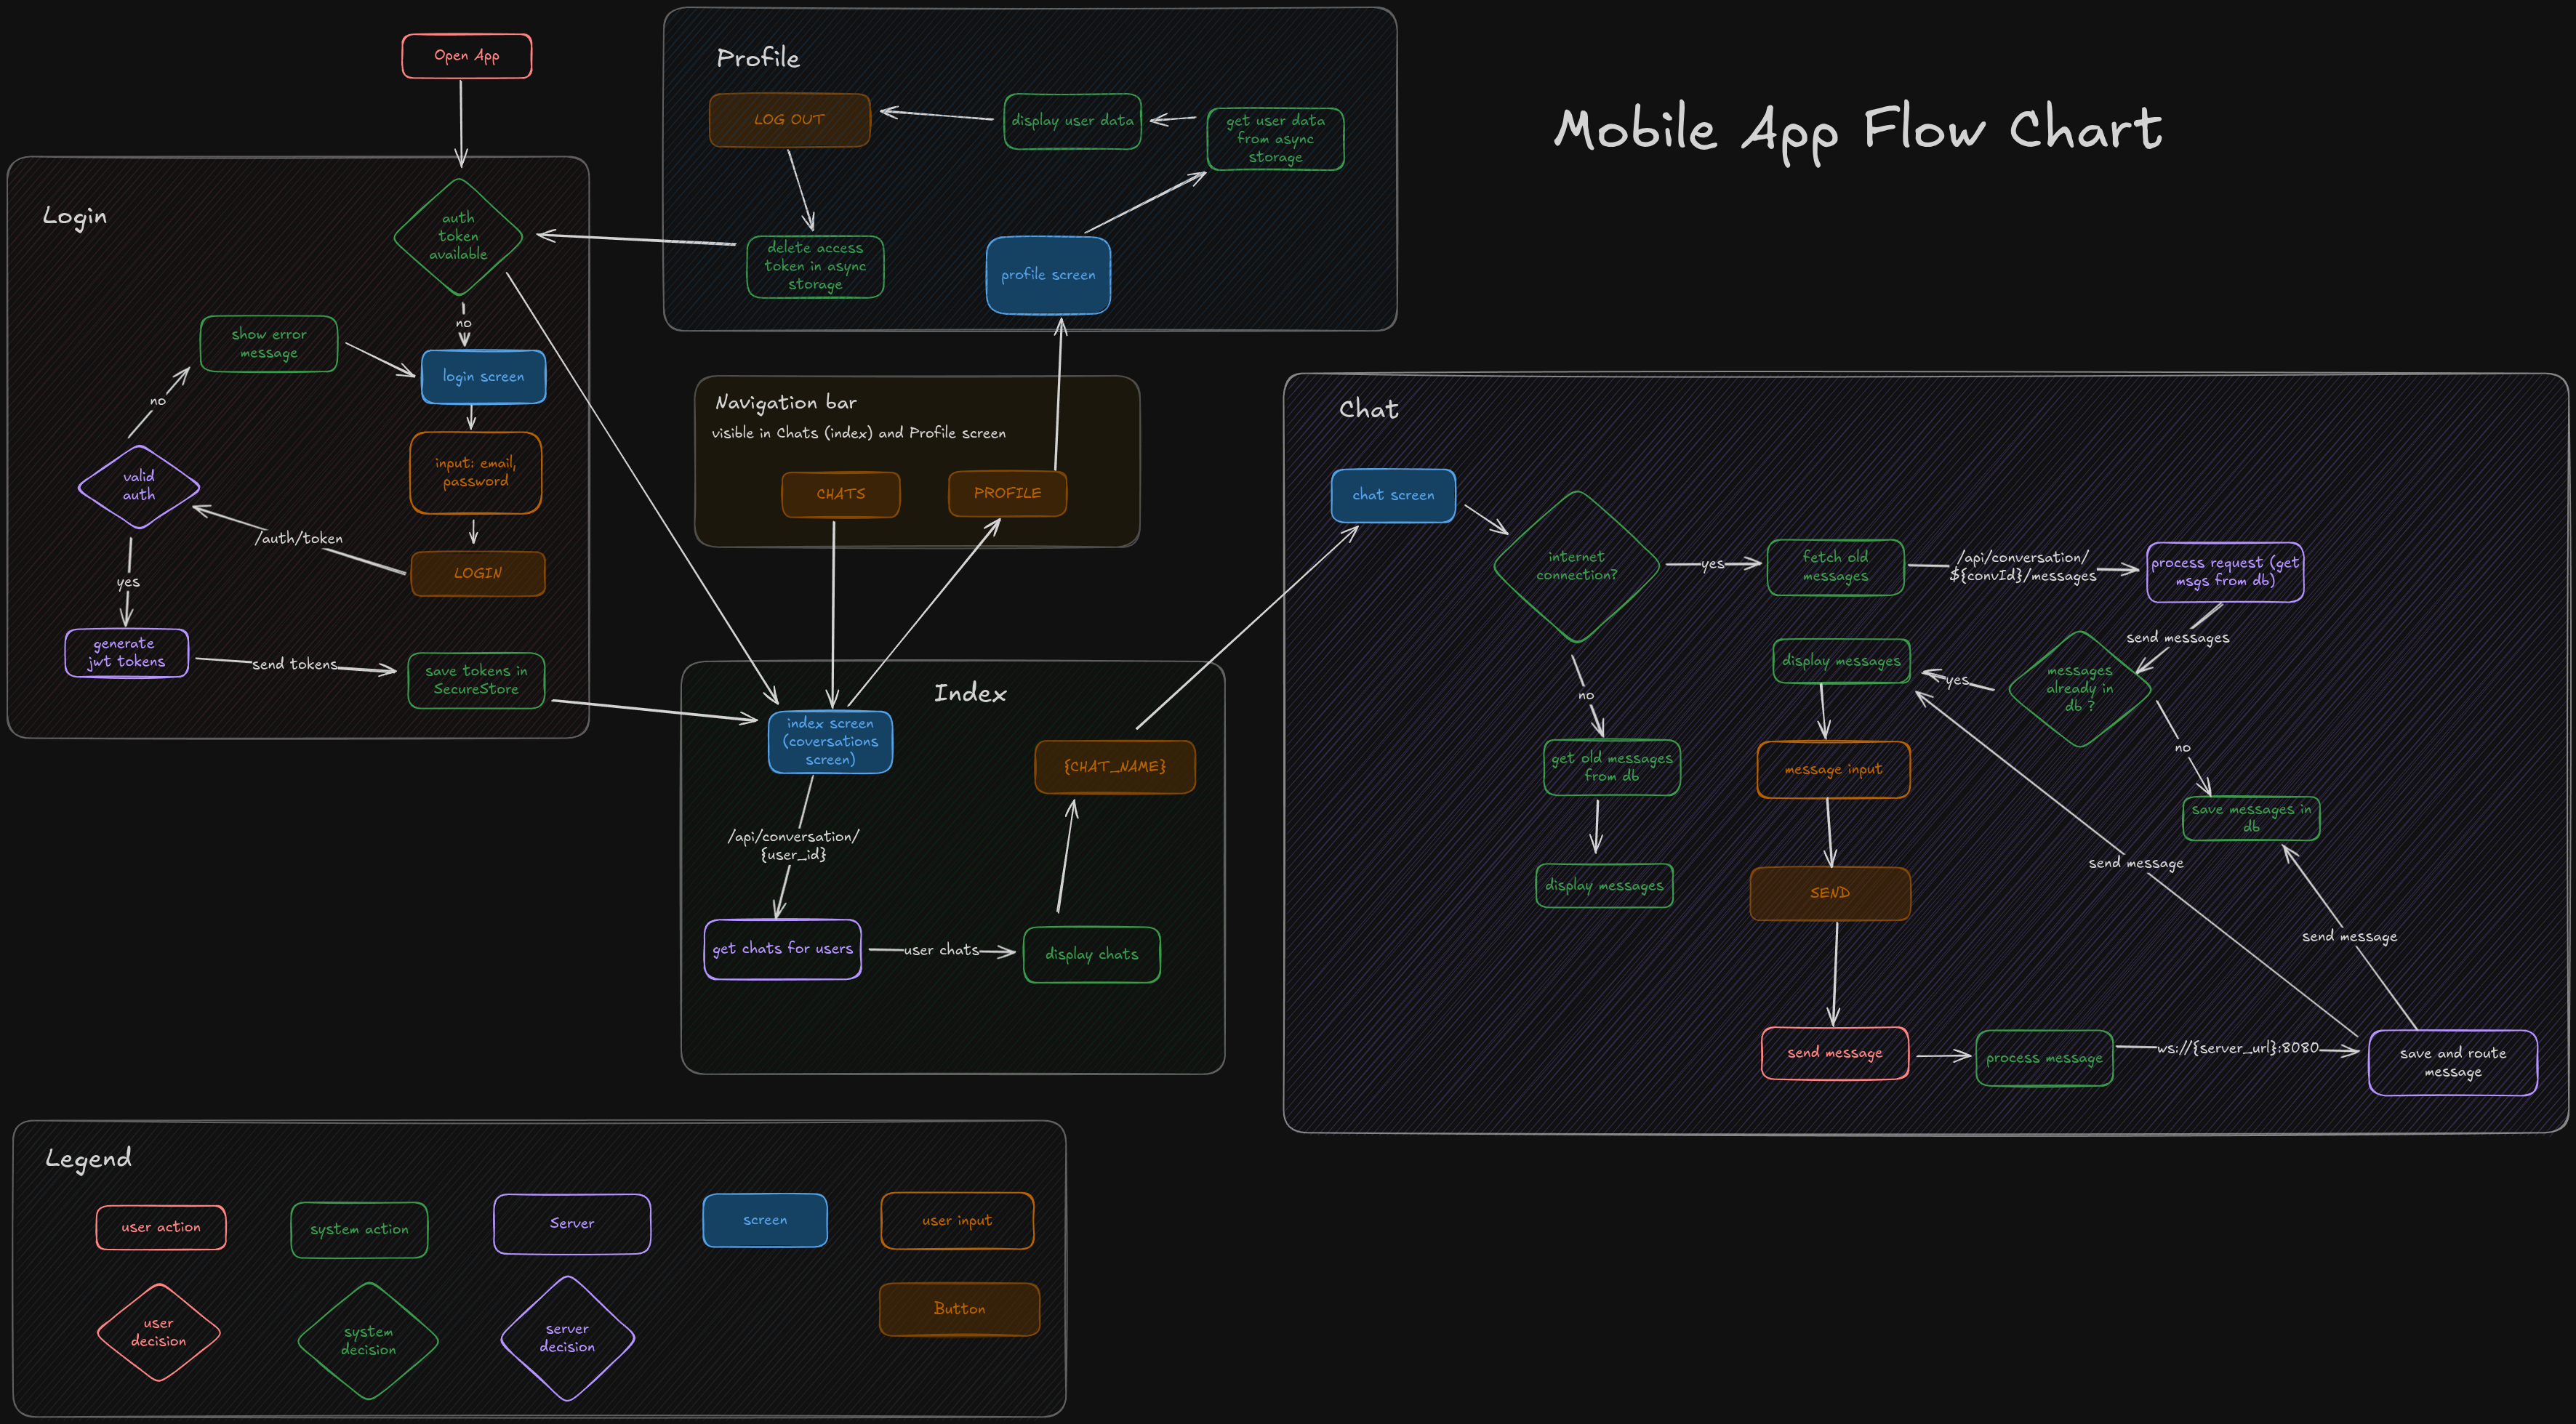 Mobile App Flow Chart
Open App
Login
auth
token
available
no
login screen
show error
message
no
valid
auth
input: email,
password
/auth/token
LOGIN
yes
generate
jwt tokens
send tokens
save tokens in
SecureStore
Profile
LOG OUT
display user data
get user data
from async
storage
delete access
token in async
storage
profile screen
Navigation bar
visible in Chats (index) and Profile screen
CHATS
PROFILE
Index
index screen
(coversations
screen)
{CHAT_NAME}
/api/conversation/
{user_id}
get chats for users
user chats
display chats
Chat
chat screen
internet
connection?
yes
fetch old
messages
/api/conversation/
${convId}/messages
process request (get
msgs from db)
send messages
messages
already in
db ?
yes
display messages
no
no
get old messages
from db
message input
save messages in
db
display messages
SEND
send message
send message
send message
process message
ws://{server_url}:8080
save and route
message
Legend
user action
system action
Server
screen
user input
user
decision
system
decision
server
decision
Button